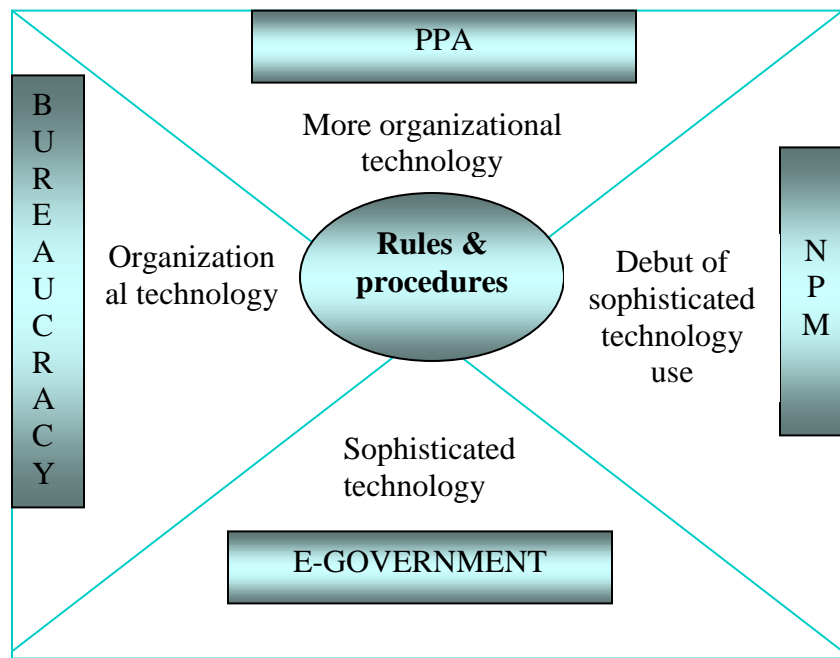 PPA
More organizational
technology
B
U
R
E
A
U
C
R
A
C
Y
Organization
al technology
Rules &
procedures
Debut of
sophisticated
technology
use
N
P
M
Sophisticated
technology
E-GOVERNMENT